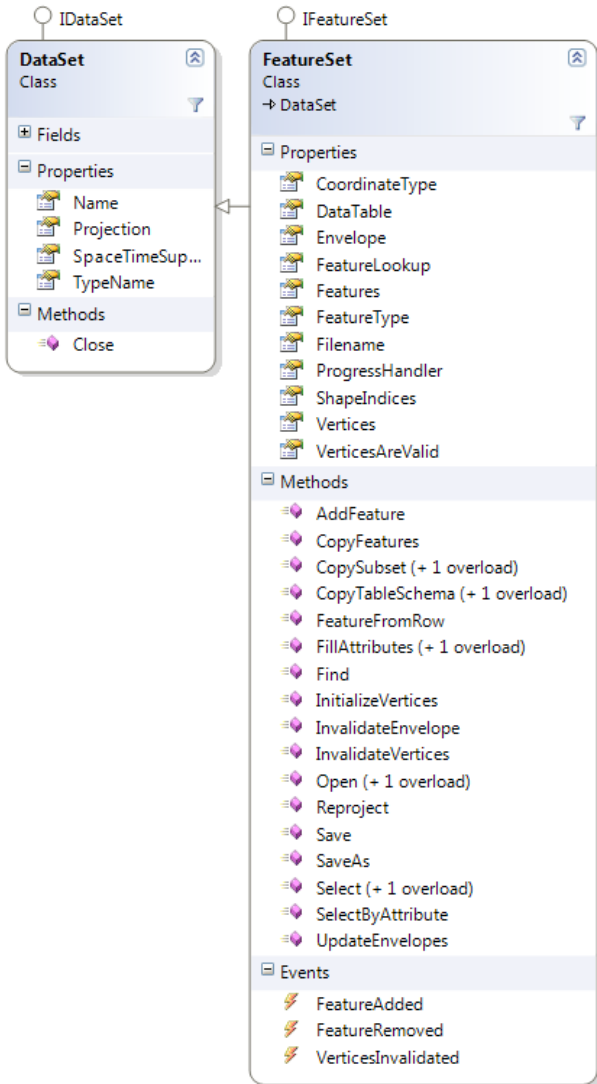 IDataSet
DataSet
Class
Fields
Properties
Name
Projection
SpaceTimeSup...
TypeName
Methods
Close
IFeatureSet
FeatureSet
Class
DataSet
Properties
CoordinateType
DataTable
Envelope
FeatureLookup
Features
FeatureType
Filename
ProgressHandler
ShapeIndices
Vertices
VerticesAreValid
Methods
AddFeature
CopyFeatures
CopySubset (+ 1 overload)
CopyTableSchema (+ 1 overload)
FeatureFromRow
FillAttributes (+ 1 overload)
Find
InitializeVertices
InvalidateEnvelope
InvalidateVertices
Open (+ 1 overload)
Reproject
Save
SaveAs
Select (+ 1 overload)
SelectByAttribute
UpdateEnvelopes
Events
FeatureAdded
FeatureRemoved
VerticesInvalidated